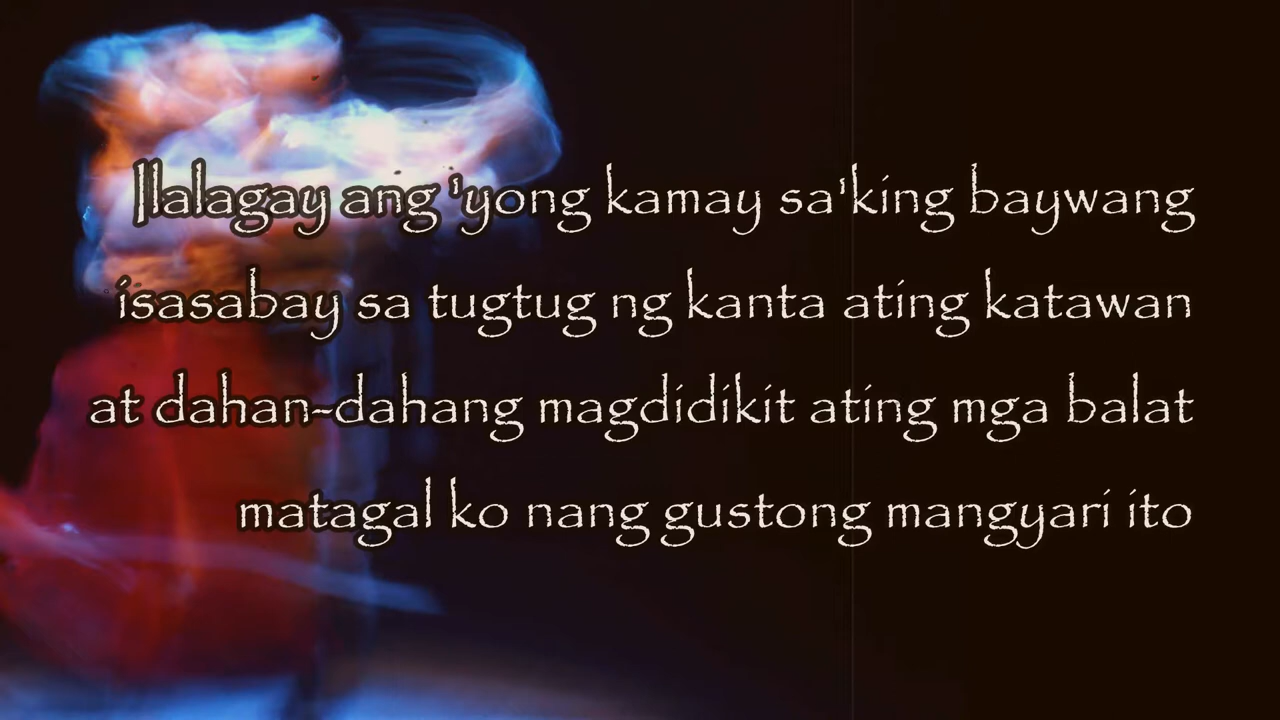 Ilalagay ang 'yong kamay sa'king baywang
isasabay sa tugtug ng kanta ating katawan
at dahan-dahang magdidikit ating mga balat
matagal ko nang gustong mangyari ito